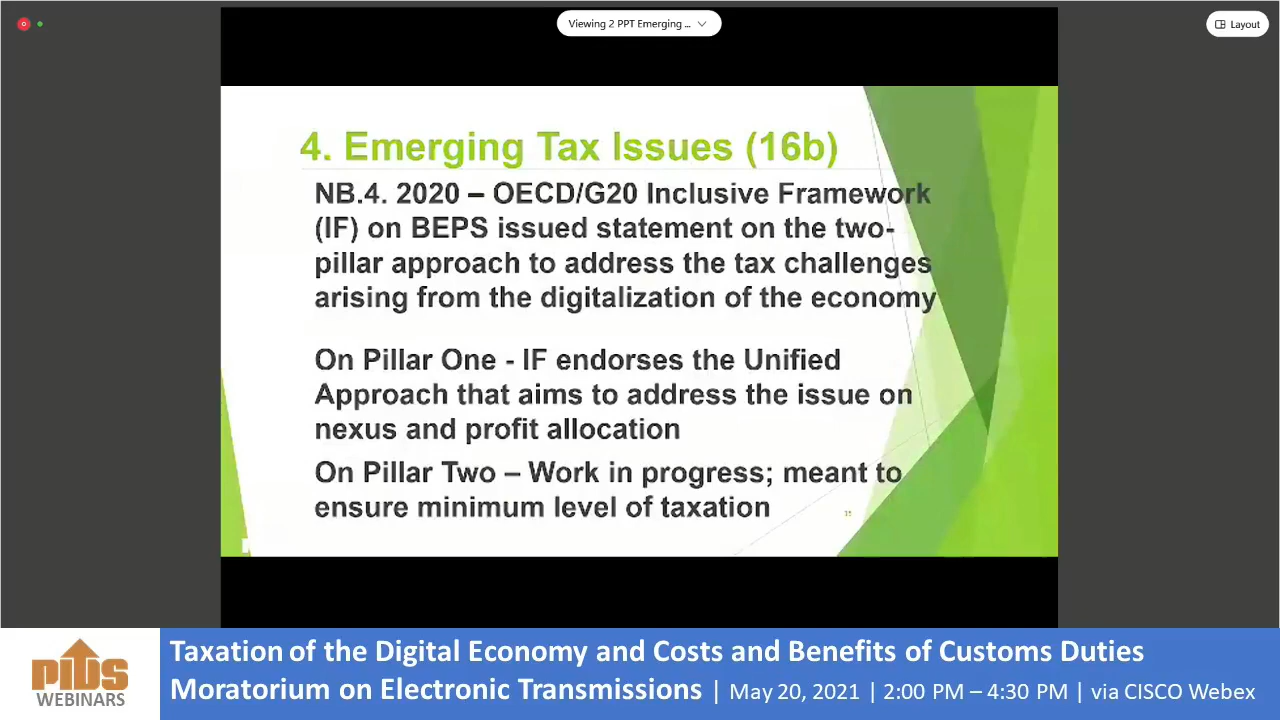 Viewing 2 PPT Emerging ...
Layout
4. Emerging Tax Issues (16b)
NB.4. 2020 – OECD/G20 Inclusive Framework
(IF) on BEPS issued statement on the two-
pillar approach to address the tax challenges
arising from the digitalization of the economy
On Pillar One - IF endorses the Unified
Approach that aims to address the issue on
nexus and profit allocation
On Pillar Two – Work in progress; meant to
ensure minimum level of taxation
PIDS
WEBINARS
Taxation of the Digital Economy and Costs and Benefits of Customs Duties
Moratorium on Electronic Transmissions | May 20, 2021 | 2:00 PM – 4:30 PM | via CISCO Webex